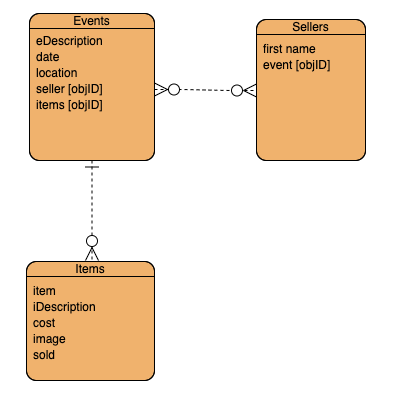 Events
eDescription
date
location
seller [objID]
items [objID]
Sellers
first name
event [objID]
Items
item
iDescription
cost
image
sold